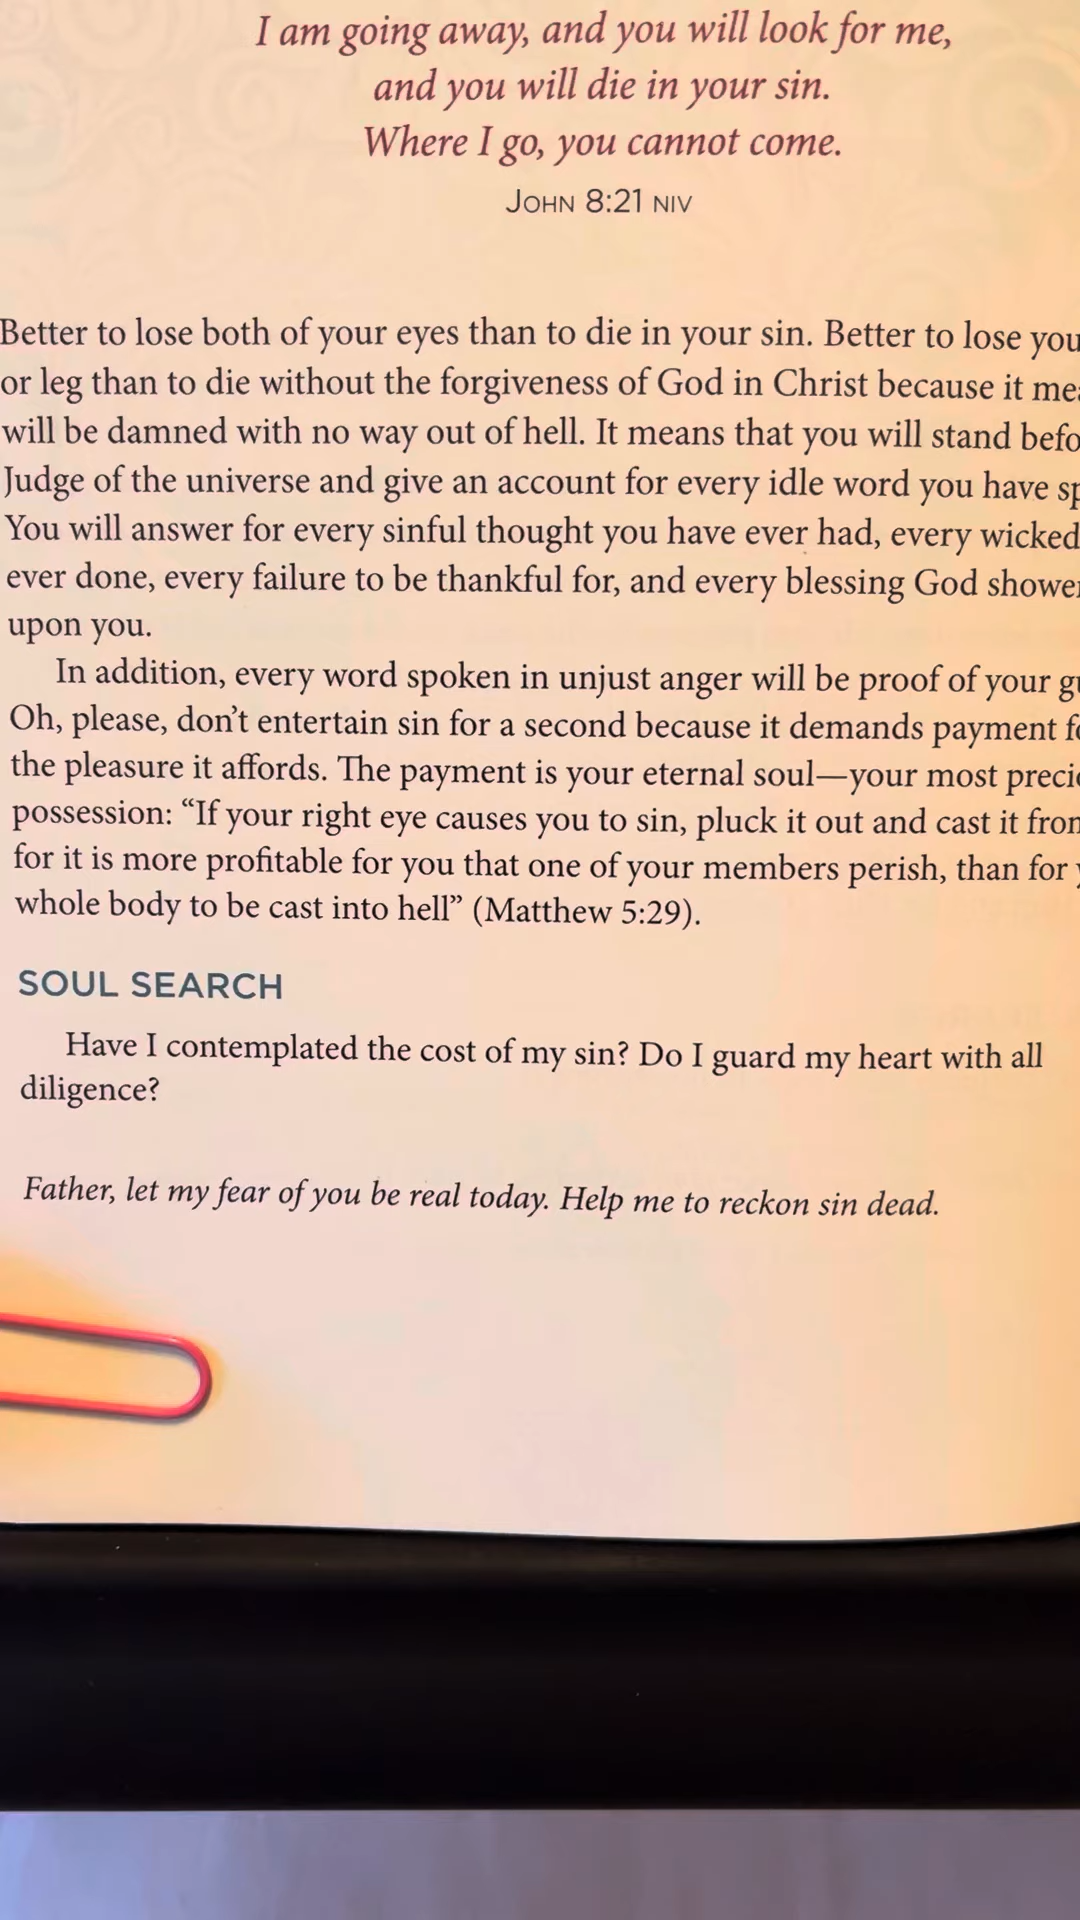 I am going away, and you will look for me,
and you will die in your sin.
Where I go, you cannot come.
JOHN 8:21 NIV
Better to lose both of your eyes than to die in your sin. Better to lose
or leg than to die without the forgiveness of God in Christ because it
will be damned with no way out of hell. It means that you will stand
Judge of the universe and give an account for every idle word you have
You will answer for every sinful thought you have ever had, every wicked
ever done, every failure to be thankful for, and every blessing God
upon you.
In addition, every word spoken in unjust anger will be proof of your
Oh, please, don't entertain sin for a second because it demands payment
the pleasure it affords. The payment is your eternal soul—your most
possession: “If your right eye causes you to sin, pluck it out and cast it
for it is more profitable for you that one of your members perish, than for
whole body to be cast into hell” (Matthew 5:29).
SOUL SEARCH
Have I contemplated the cost of my sin? Do I guard my heart with all
diligence?
Father, let my fear of you be real today. Help me to reckon sin dead.